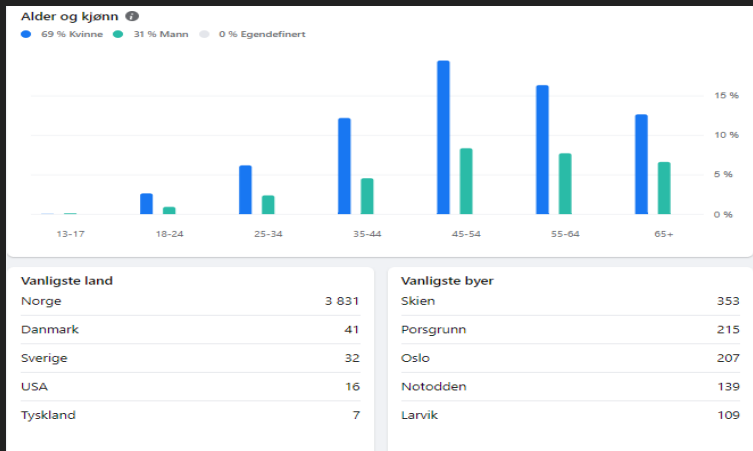 Alder og kjønn
69 % Kvinne 31 % Mann 0 % Egendefinert
15 %
10 %
5 %
0 %
13-17 18-24 25-34 35-44 45-54 55-64 65+
Vanligste land
Norge 3 831
Danmark 41
Sverige 32
USA 16
Tyskland 7
Vanligste byer
Skien 353
Porsgrunn 215
Oslo 207
Notodden 139
Larvik 109